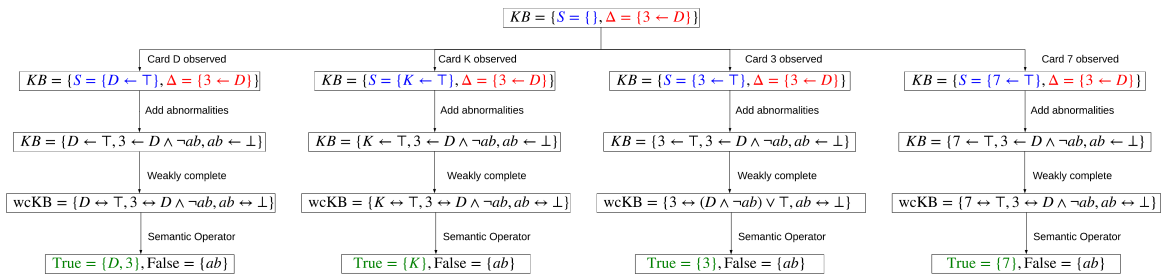 KB = {S = {}, Δ = {3 ← D}}
Card D observed
Card K observed
Card 3 observed
Card 7 observed
KB = {S = {D ← ⊤}, Δ = {3 ← D}}
KB = {S = {K ← ⊤}, Δ = {3 ← D}}
KB = {S = {3 ← ⊤}, Δ = {3 ← D}}
KB = {S = {7 ← ⊤}, Δ = {3 ← D}}
Add abnormalities
Add abnormalities
Add abnormalities
Add abnormalities
KB = {D ← ⊤, 3 ← D ∧ ¬ab, ab ← ⊥}
KB = {K ← ⊤, 3 ← D ∧ ¬ab, ab ← ⊥}
KB = {3 ← ⊤, 3 ← D ∧ ¬ab, ab ← ⊥}
KB = {7 ← ⊤, 3 ← D ∧ ¬ab, ab ← ⊥}
Weakly complete
Weakly complete
Weakly complete
Weakly complete
wcKB = {D ↔ ⊤, 3 ↔ D ∧ ¬ab, ab ↔ ⊥}
wcKB = {K ↔ ⊤, 3 ↔ D ∧ ¬ab, ab ↔ ⊥}
wcKB = {3 ↔ (D ∧ ¬ab) ∨ ⊤, ab ↔ ⊥}
wcKB = {7 ↔ ⊤, 3 ↔ D ∧ ¬ab, ab ↔ ⊥}
Semantic Operator
Semantic Operator
Semantic Operator
Semantic Operator
True = {D, 3}, False = {ab}
True = {K}, False = {ab}
True = {3}, False = {ab}
True = {7}, False = {ab}